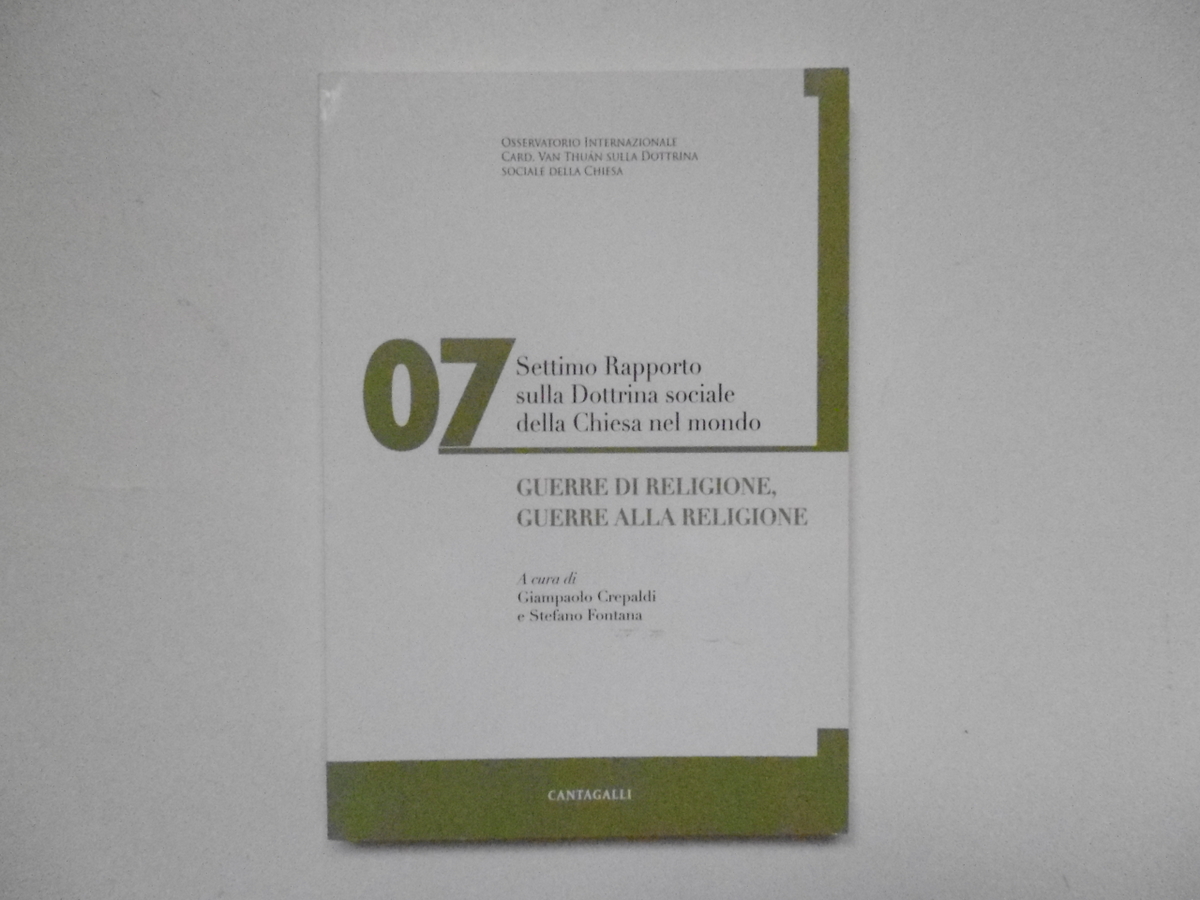 Osservatorio Internazionale
Card. Van Thuân sulla Dottrina
sociale della Chiesa
07
Settimo Rapporto
sulla Dottrina sociale
della Chiesa nel mondo
GUERRE DI RELIGIONE,
GUERRE ALLA RELIGIONE
A cura di
Giampaolo Crepaldi
e Stefano Fontana
CANTAGALLI